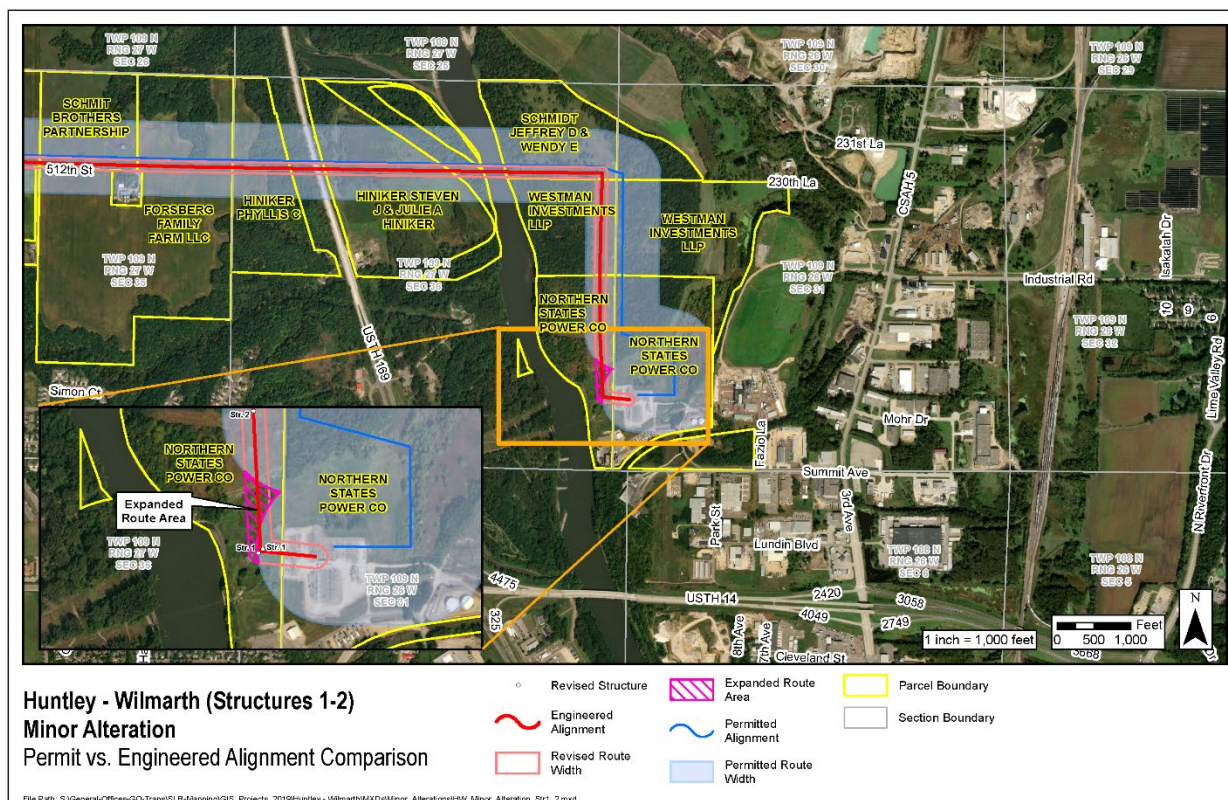 TWP 109 N
RNG 27 W
SEC 26
TWP 109 N
RNG 27 W
SEC 25
TWP 109 N
RNG 26 W
SEC 30
TWP 109 N
RNG 26 W
SEC 29
SCHMIT
BROTHERS
PARTNERSHIP
SCHMIDT
JEFFREY D &
WENDY E
231st La
CSAH 5
512th St
230th La
HINIKER
PHYLLIS C
HINIKER STEVEN
J & JULIE A
HINIKER
WESTMAN
INVESTMENTS
LLP
WESTMAN
INVESTMENTS
LLP
FORSBERG
FAMILY
FARM LLC
TWP 109 N
RNG 27 W
SEC 35
TWP 109 N
RNG 27 W
SEC 36
TWP 109 N
RNG 26 W
SEC 31
Industrial Rd
Isakatah Dr
10
9
6
USTH 169
NORTHERN
STATES
POWER CO
NORTHERN
STATES
POWER CO
TWP 109 N
RNG 26 W
SEC 32
Lime Valley Rd
Simon Ct
Mohr Dr
Fazio La
Summit Ave
N Riverfront Dr
Str. 2
NORTHERN
STATES
POWER CO
NORTHERN
STATES
POWER CO
Expanded
Route Area
Str. 1
Str. 1
TWP 109 N
RNG 27 W
SEC 36
TWP 109 N
RNG 26 W
SEC 31
Park St
3rd Ave
Lundin Blvd
TWP 108 N
RNG 26 W
SEC 6
TWP 108 N
RNG 26 W
SEC 5
4475
325
USTH 14
2420
4049
3058
2749
3668
8th Ave
7th Ave
Cleveland St
1 inch = 1,000 feet
Feet
0 500 1,000
N
Huntley - Wilmarth (Structures 1-2)
Minor Alteration
Permit vs. Engineered Alignment Comparison
Revised Structure
Engineered
Alignment
Revised Route
Width
Expanded Route
Area
Permitted
Alignment
Permitted Route
Width
Parcel Boundary
Section Boundary